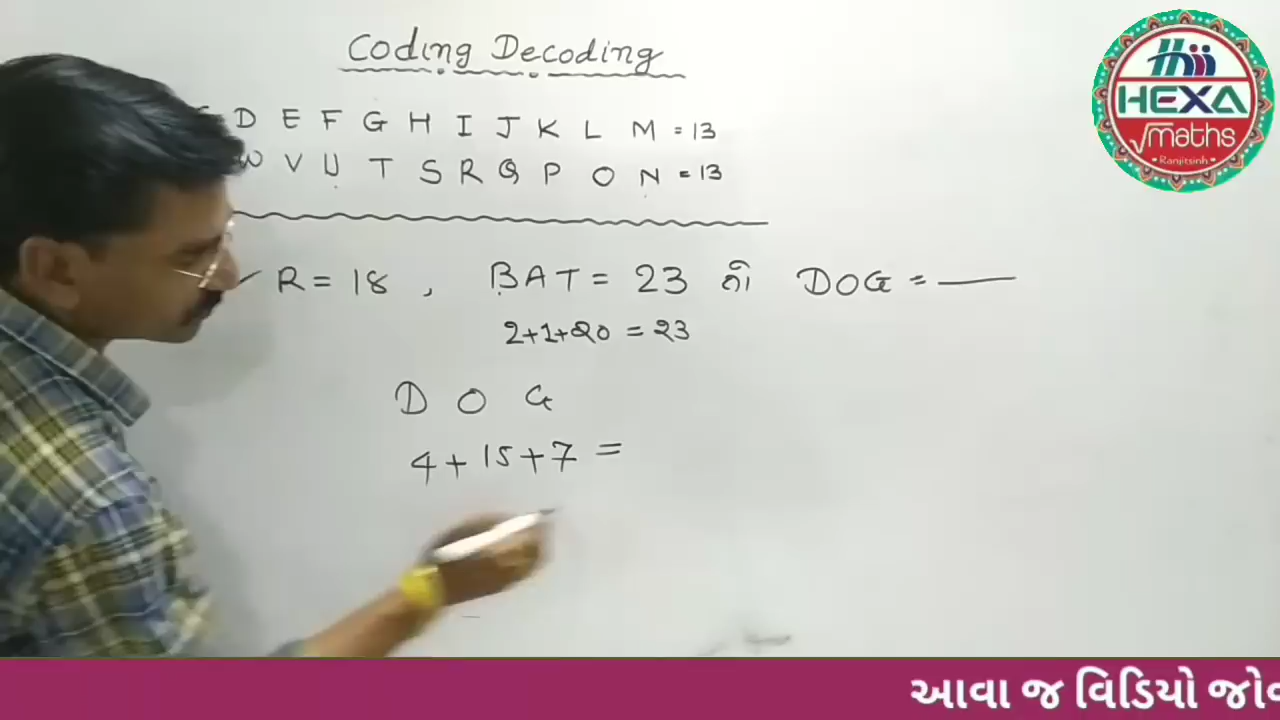 Coding Decoding
D E F G H I J K L M = 13
W V U T S R Q P O N = 13
R = 18 , BAT = 23 તો DOG =
2+1+20 = 23
D O G
4+15+7 =
HEXA
maths
Ranjitsinh
આવા જ વિડિયો